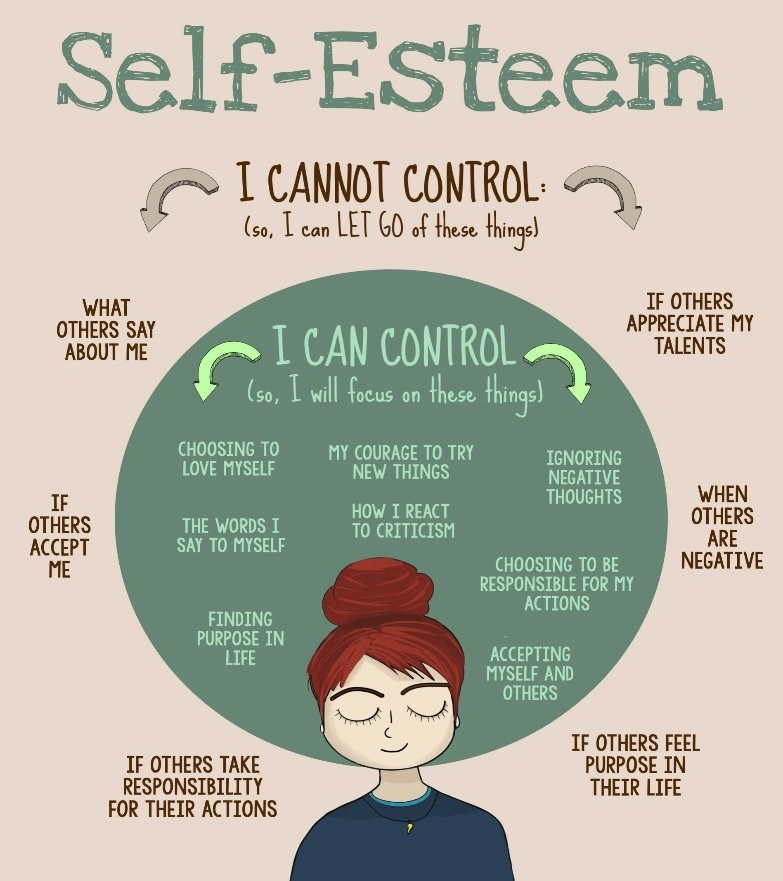 Self-Esteem
I CANNOT CONTROL:
(so, I can LET GO of these things)
WHAT
OTHERS SAY
ABOUT ME
IF OTHERS
APPRECIATE MY
TALENTS
I CAN CONTROL
(so, I will focus on these things)
CHOOSING TO
LOVE MYSELF
MY COURAGE TO TRY
NEW THINGS
IGNORING
NEGATIVE
THOUGHTS
IF
OTHERS
ACCEPT
ME
THE WORDS I
SAY TO MYSELF
HOW I REACT
TO CRITICISM
WHEN
OTHERS
ARE
NEGATIVE
CHOOSING TO BE
RESPONSIBLE FOR MY
ACTIONS
FINDING
PURPOSE IN
LIFE
ACCEPTING
MYSELF AND
OTHERS
IF OTHERS TAKE
RESPONSIBILITY
FOR THEIR ACTIONS
IF OTHERS FEEL
PURPOSE IN
THEIR LIFE